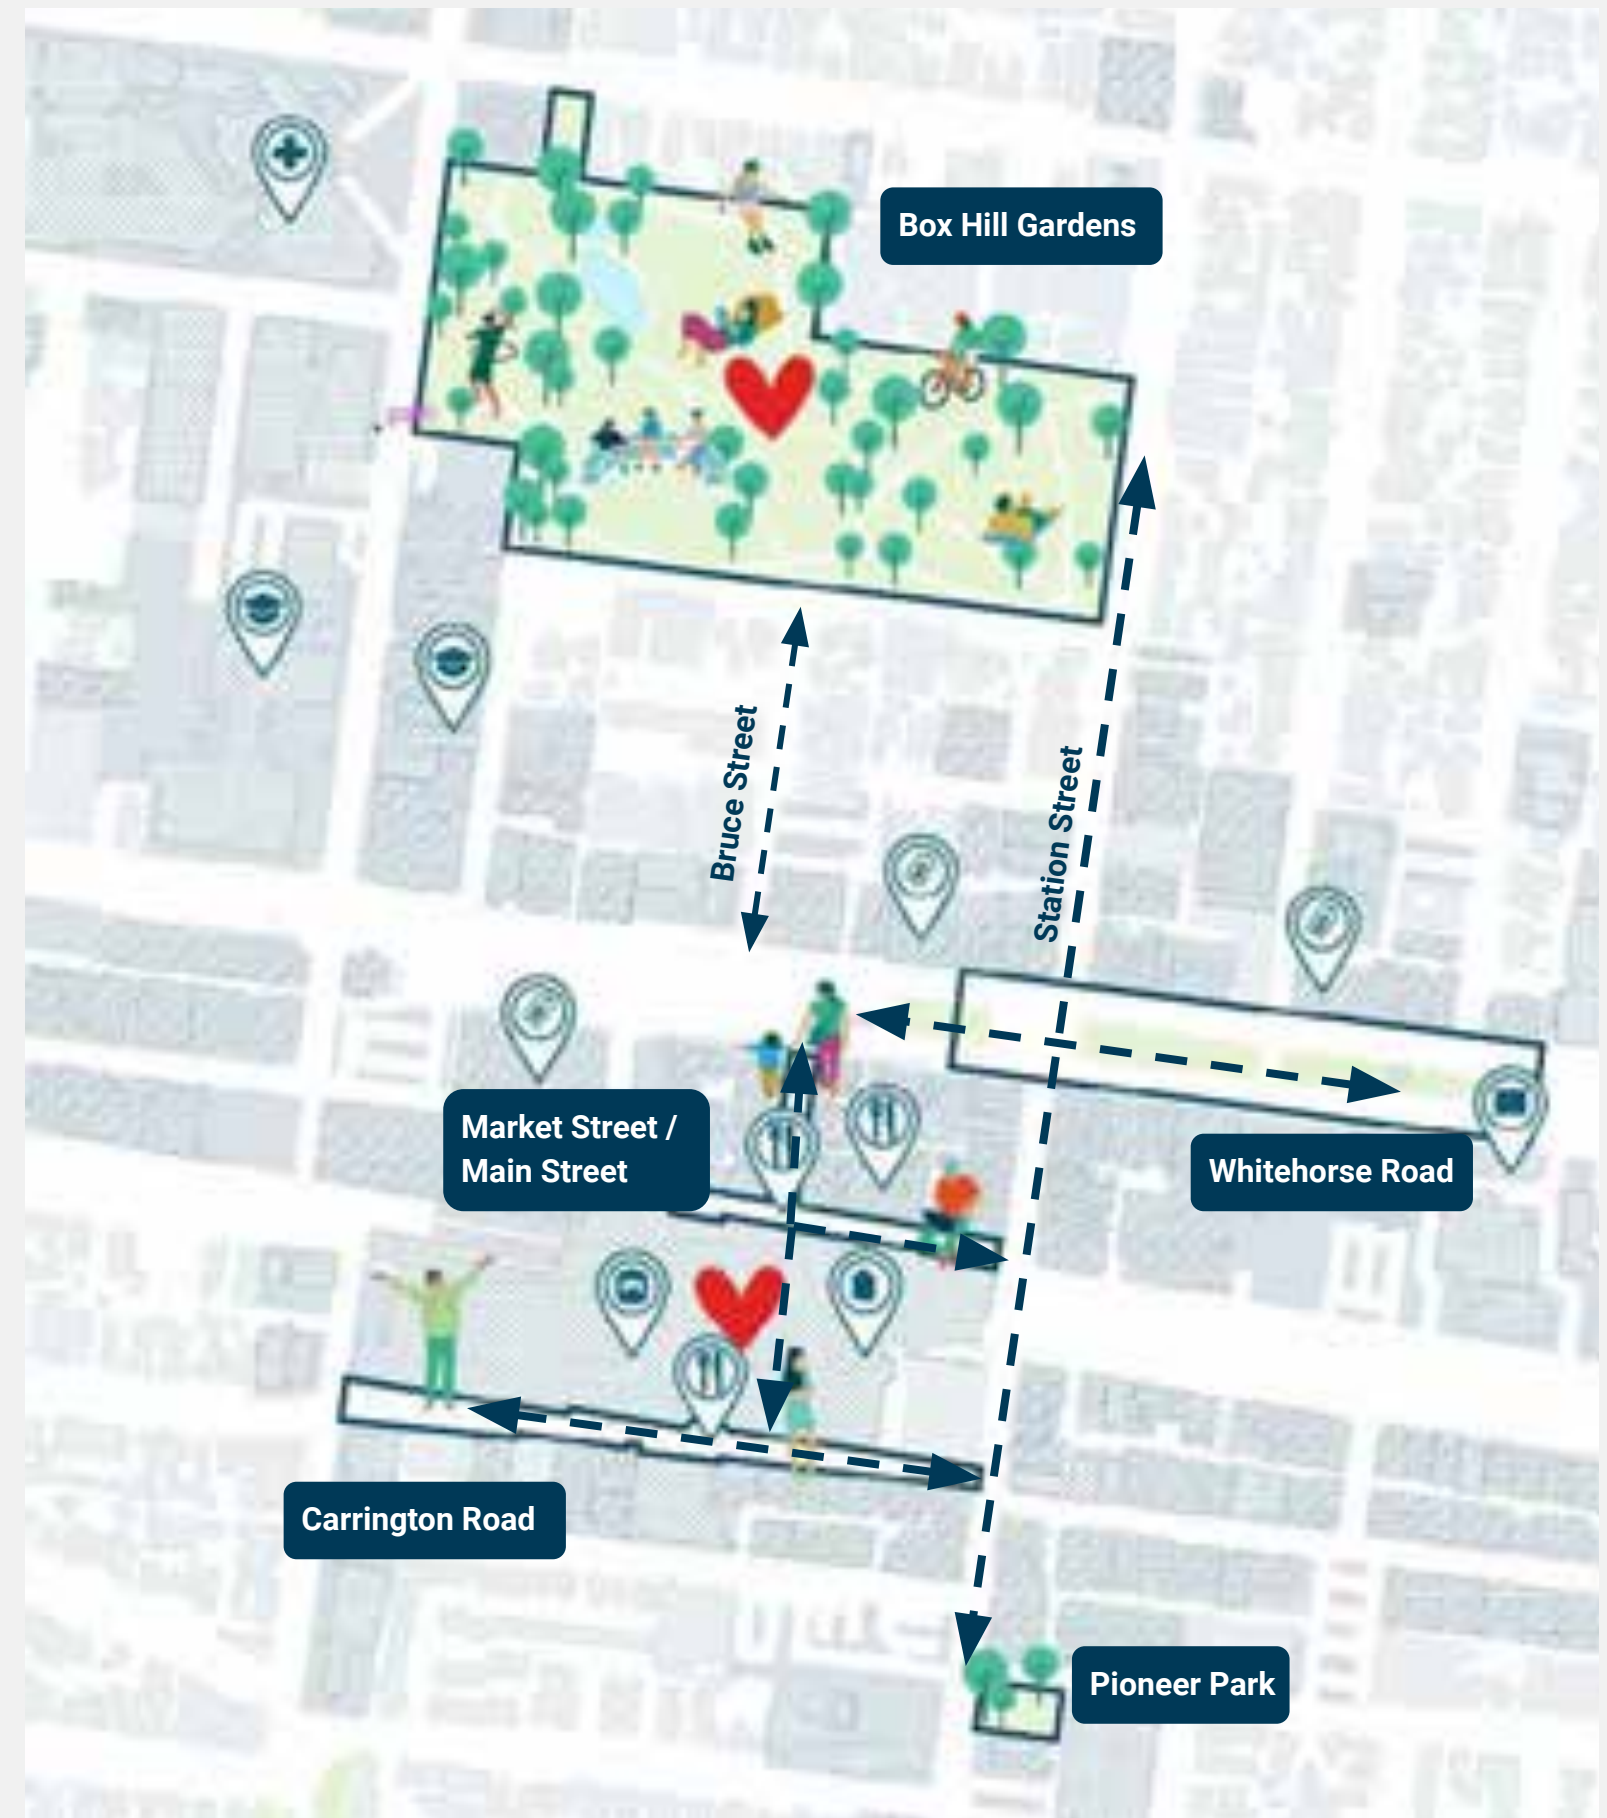 Box Hill Gardens
Bruce Street
Station Street
Market Street /
Main Street
Whitehorse Road
Carrington Road
Pioneer Park